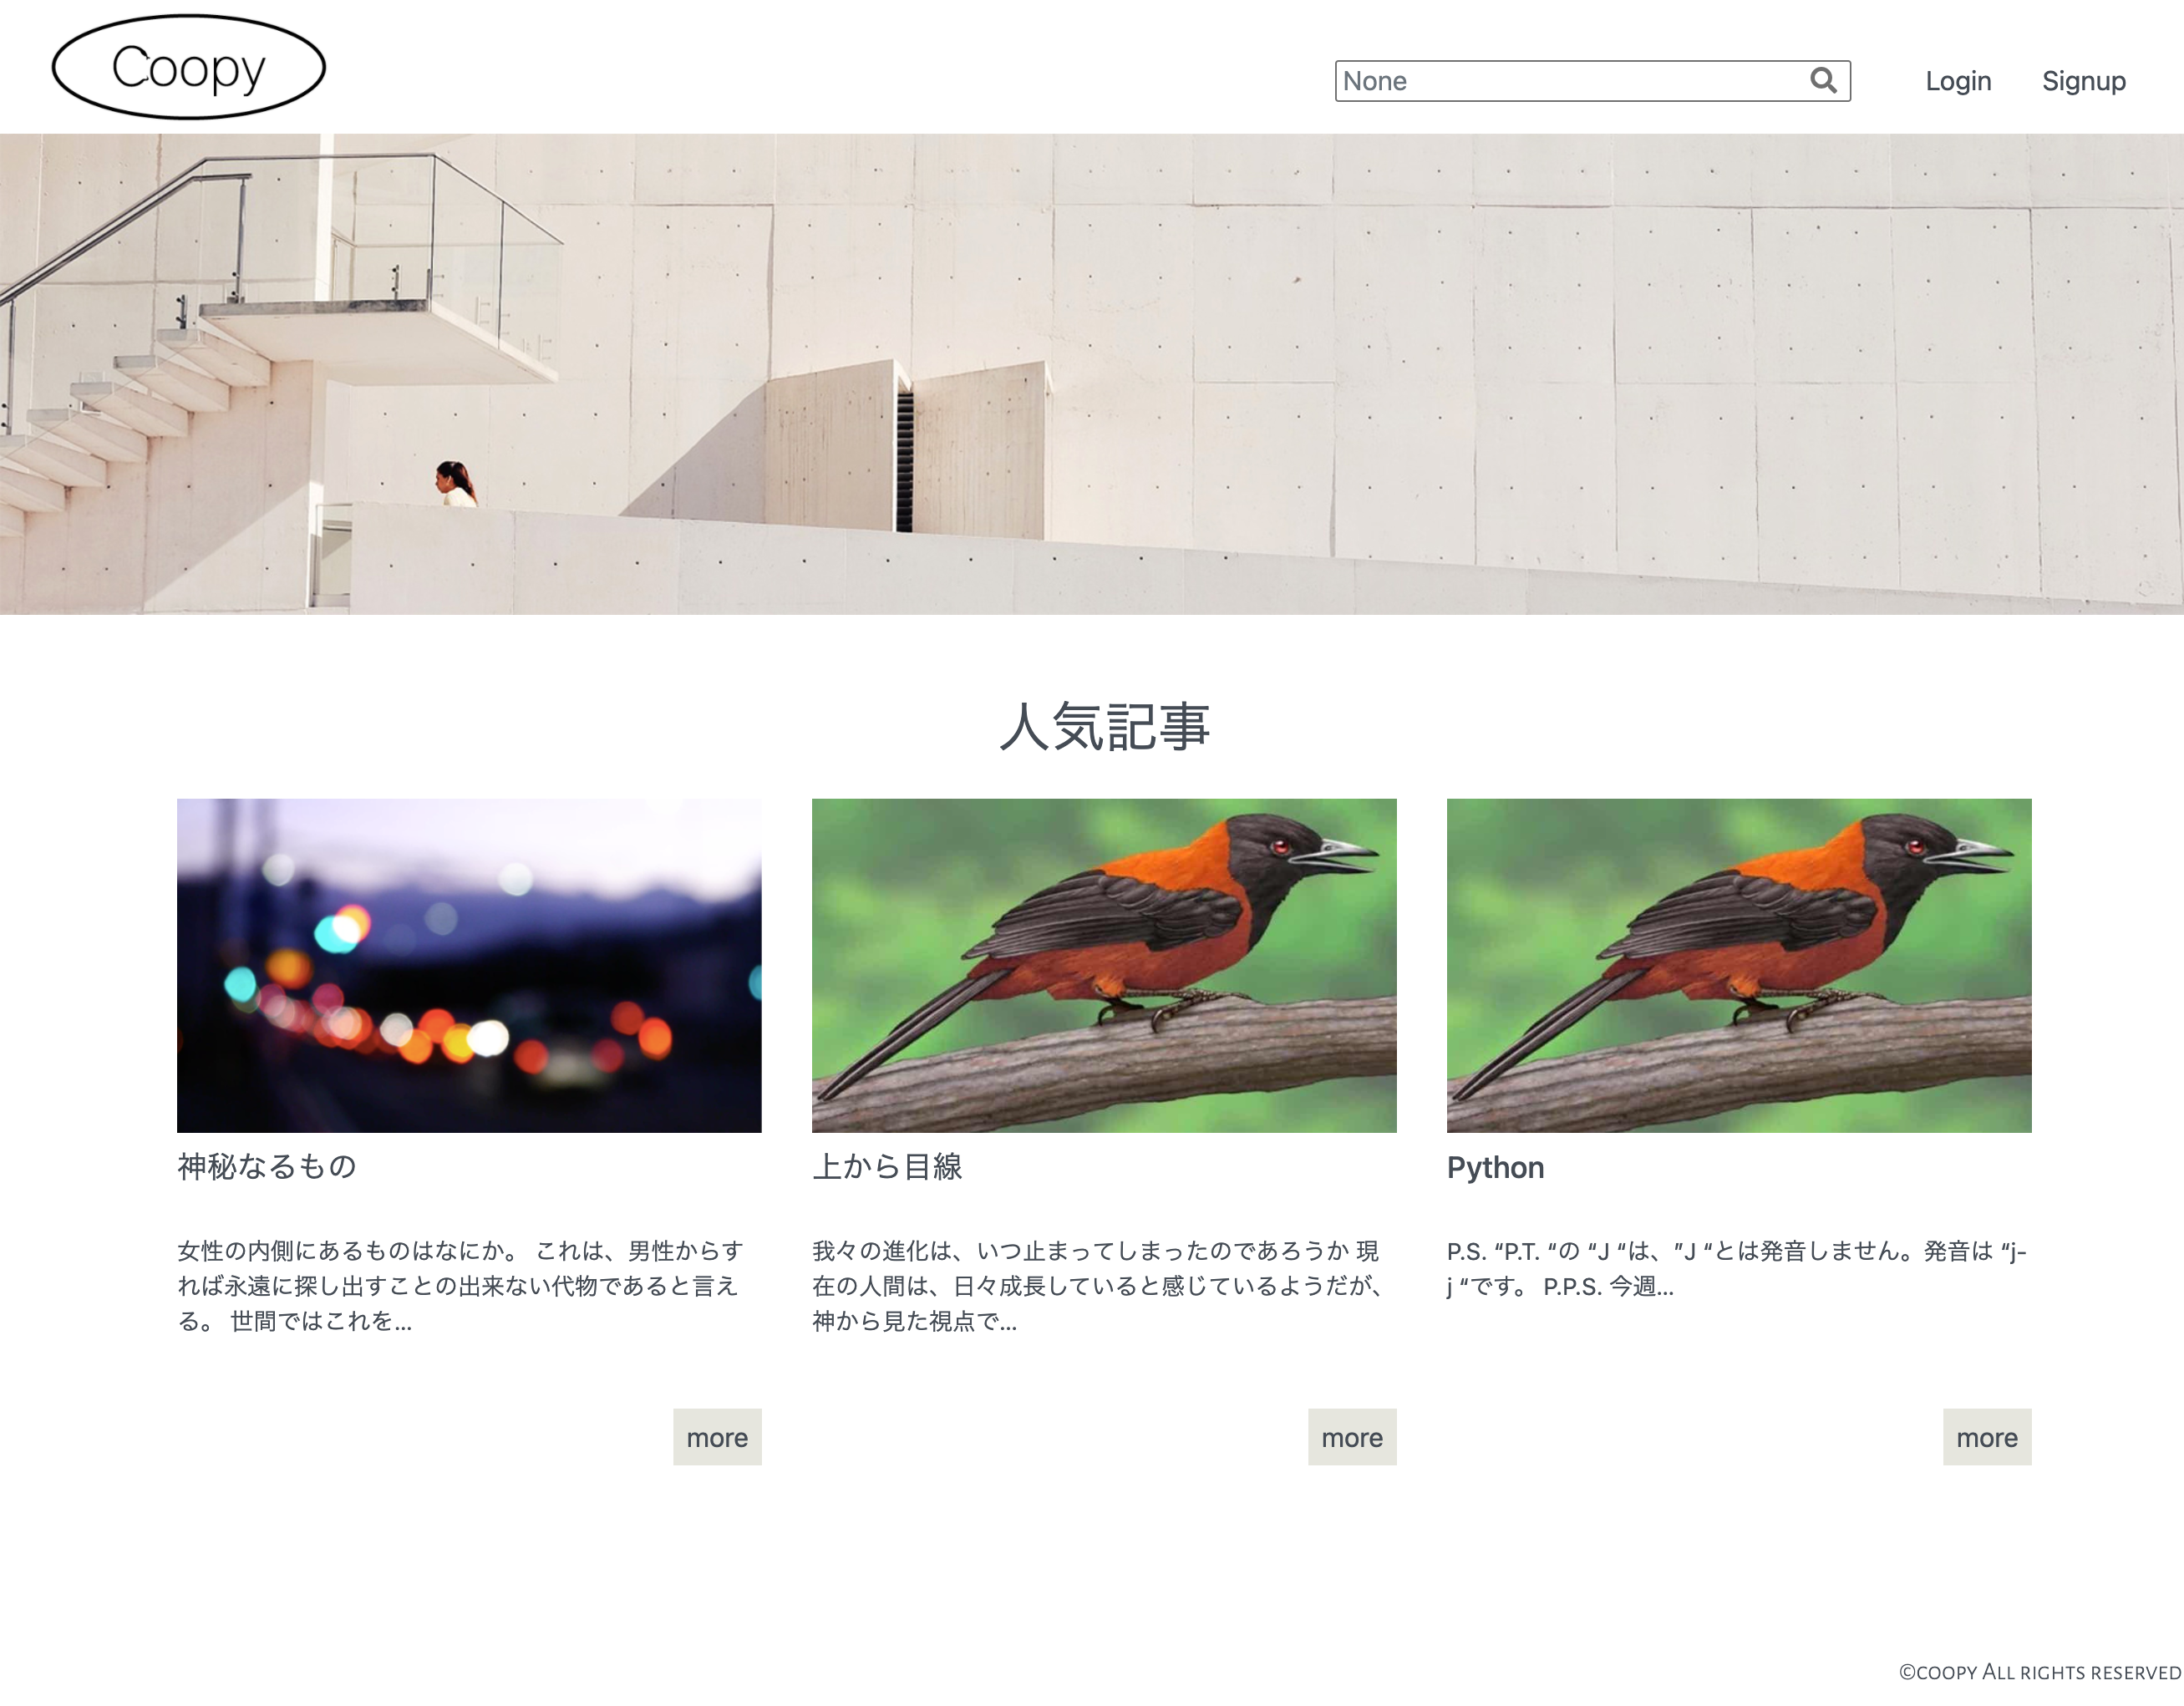 Coopy
None
Login
Signup
人気記事
神秘なるもの
女性の内側にあるものはなにか。 これは、男性からす
れば永遠に探し出すことの出来ない代物であると言え
る。 世間ではこれを...
more
上から目線
我々の進化は、いつ止まってしまったのであろうか 現
在の人間は、日々成長していると感じているようだが、
神から見た視点で...
more
Python
P.S. “P.T. “の “J “は、”J “とは発音しません。発音は “j-
j “です。 P.P.S. 今週...
more
©coopy All rights reserved